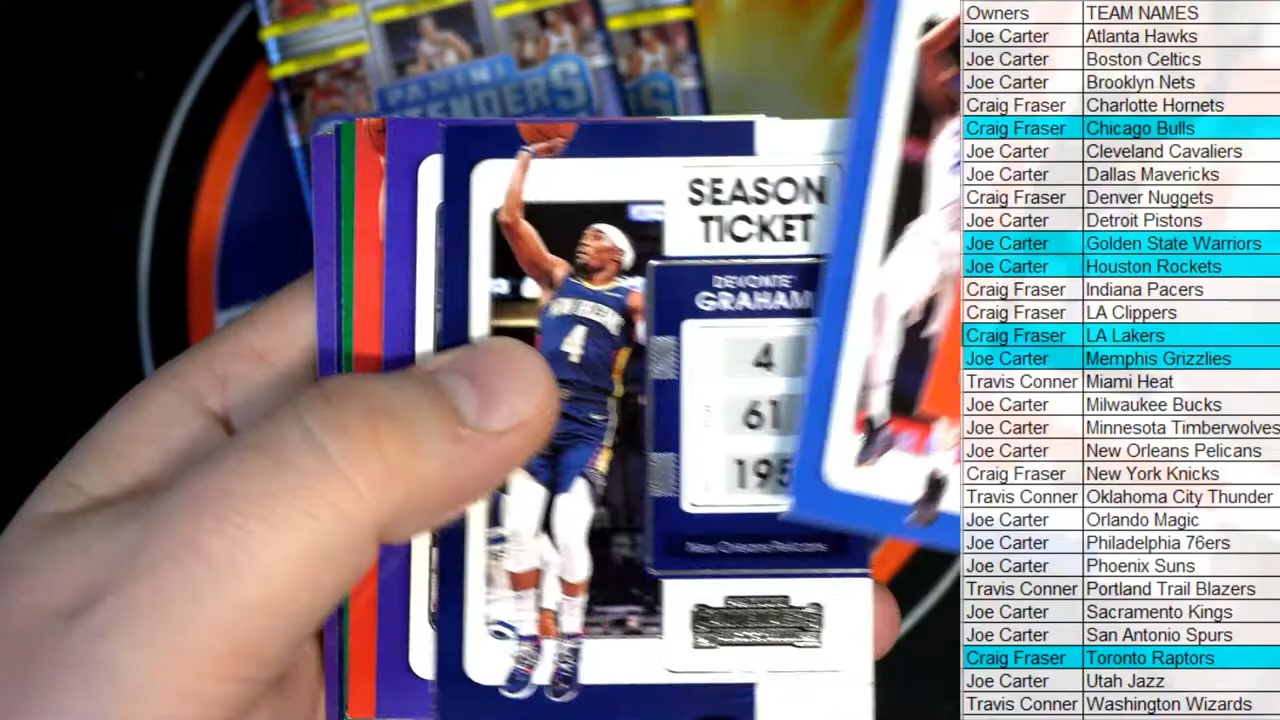 SEASON
TICKET
DEVONTE'
GRAHAM
4
61
195
New Orleans Pelicans
4
Owners TEAM NAMES
Joe Carter Atlanta Hawks
Joe Carter Boston Celtics
Joe Carter Brooklyn Nets
Craig Fraser Charlotte Hornets
Craig Fraser Chicago Bulls
Joe Carter Cleveland Cavaliers
Joe Carter Dallas Mavericks
Craig Fraser Denver Nuggets
Joe Carter Detroit Pistons
Joe Carter Golden State Warriors
Joe Carter Houston Rockets
Craig Fraser Indiana Pacers
Craig Fraser LA Clippers
Craig Fraser LA Lakers
Joe Carter Memphis Grizzlies
Travis Conner Miami Heat
Joe Carter Milwaukee Bucks
Joe Carter Minnesota Timberwolves
Joe Carter New Orleans Pelicans
Craig Fraser New York Knicks
Travis Conner Oklahoma City Thunder
Joe Carter Orlando Magic
Joe Carter Philadelphia 76ers
Joe Carter Phoenix Suns
Travis Conner Portland Trail Blazers
Joe Carter Sacramento Kings
Joe Carter San Antonio Spurs
Craig Fraser Toronto Raptors
Joe Carter Utah Jazz
Travis Conner Washington Wizards